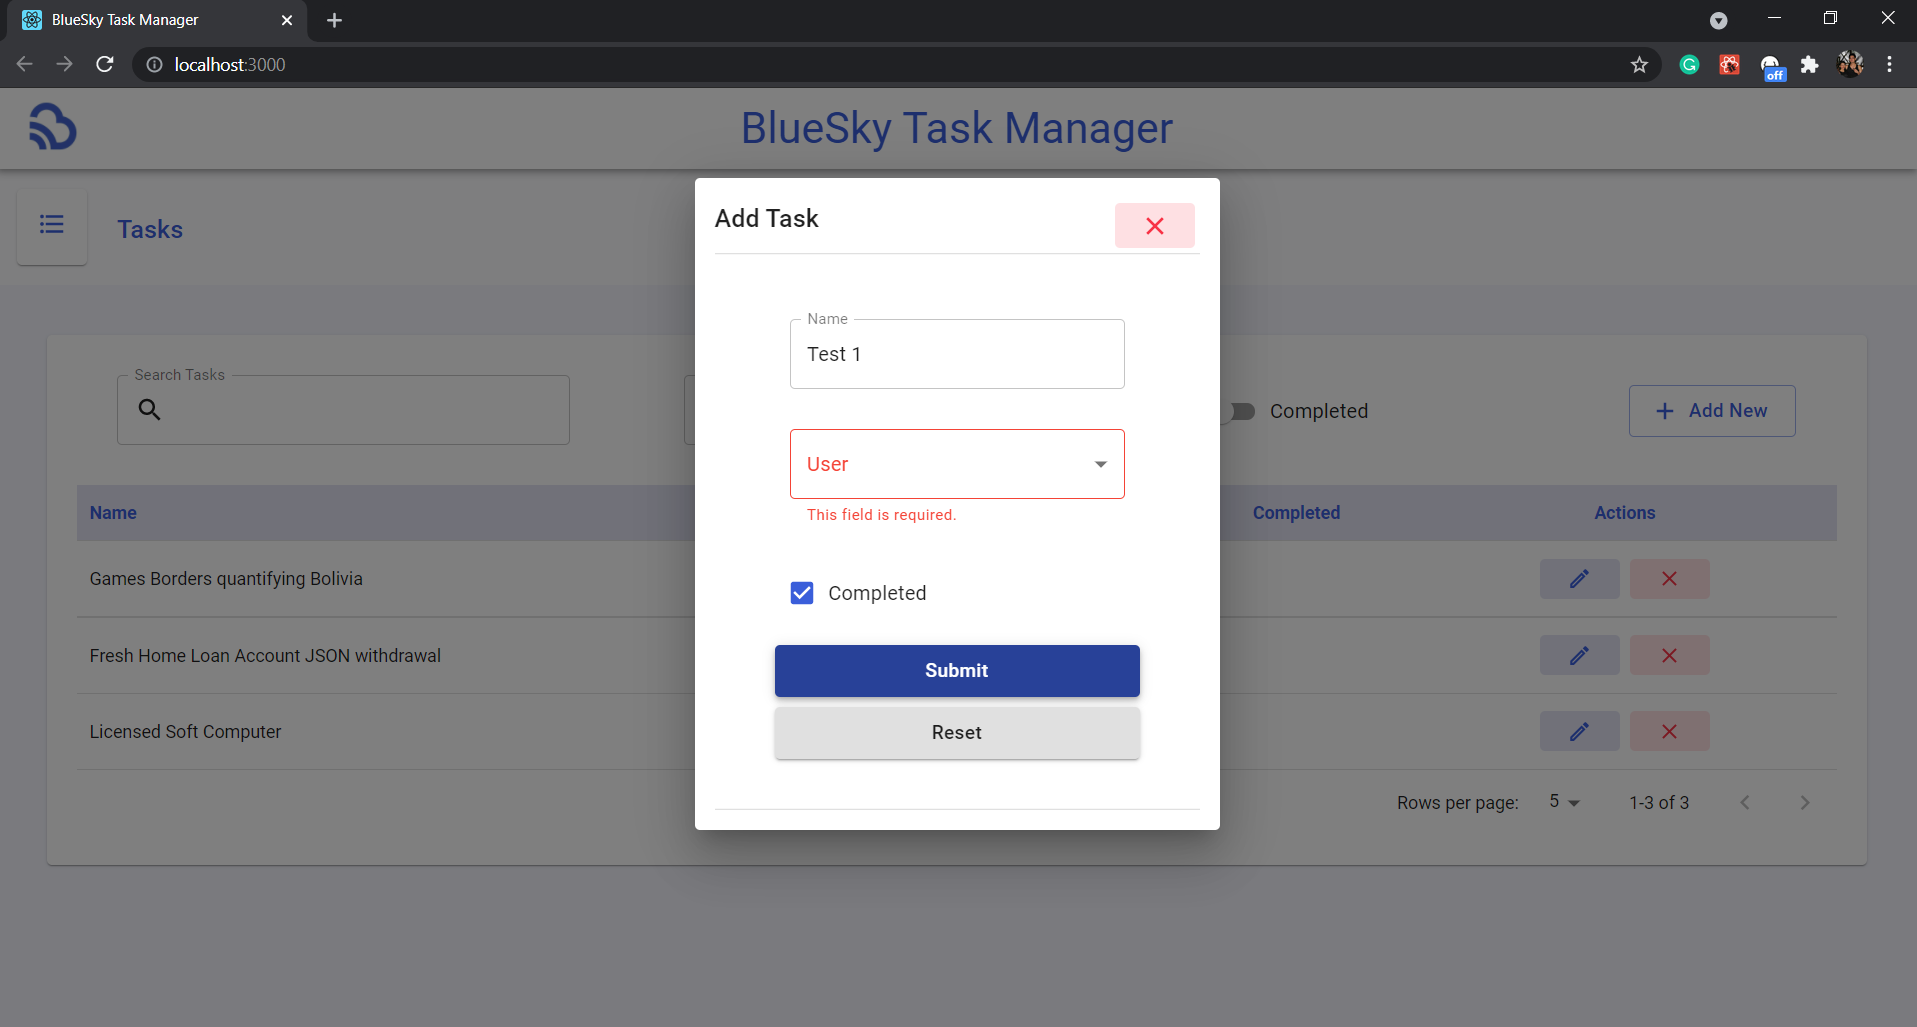 BlueSky Task Manager
localhost:3000
off
BlueSky Task Manager
Tasks
Search Tasks
Completed
Add New
Name
Completed
Actions
Games Borders quantifying Bolivia
Fresh Home Loan Account JSON withdrawal
Licensed Soft Computer
Rows per page: 5 1-3 of 3
Add Task
Name
Test 1
User
This field is required.
Completed
Submit
Reset